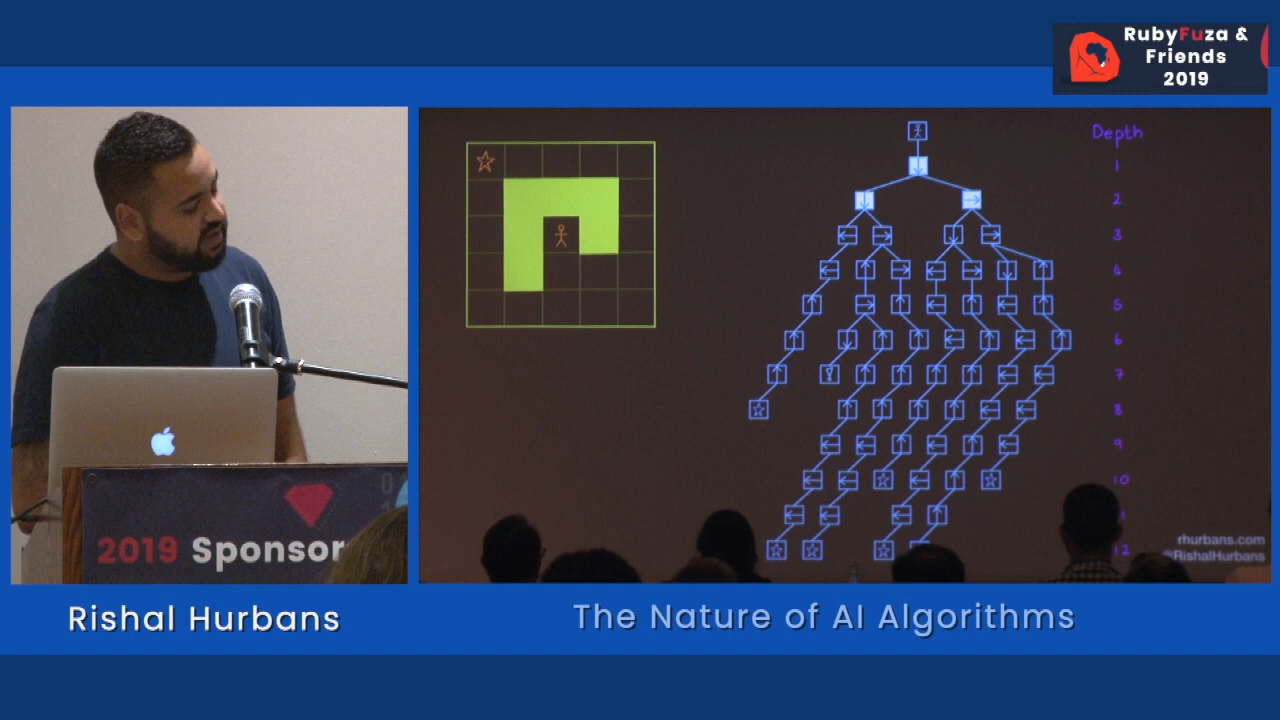 RubyFuza &
Friends
2019
Depth
1
2
3
4
5
6
7
8
9
10
12
rhurbans.com
@RishalHurbans
2019 Sponsor
Rishal Hurbans
The Nature of AI Algorithms